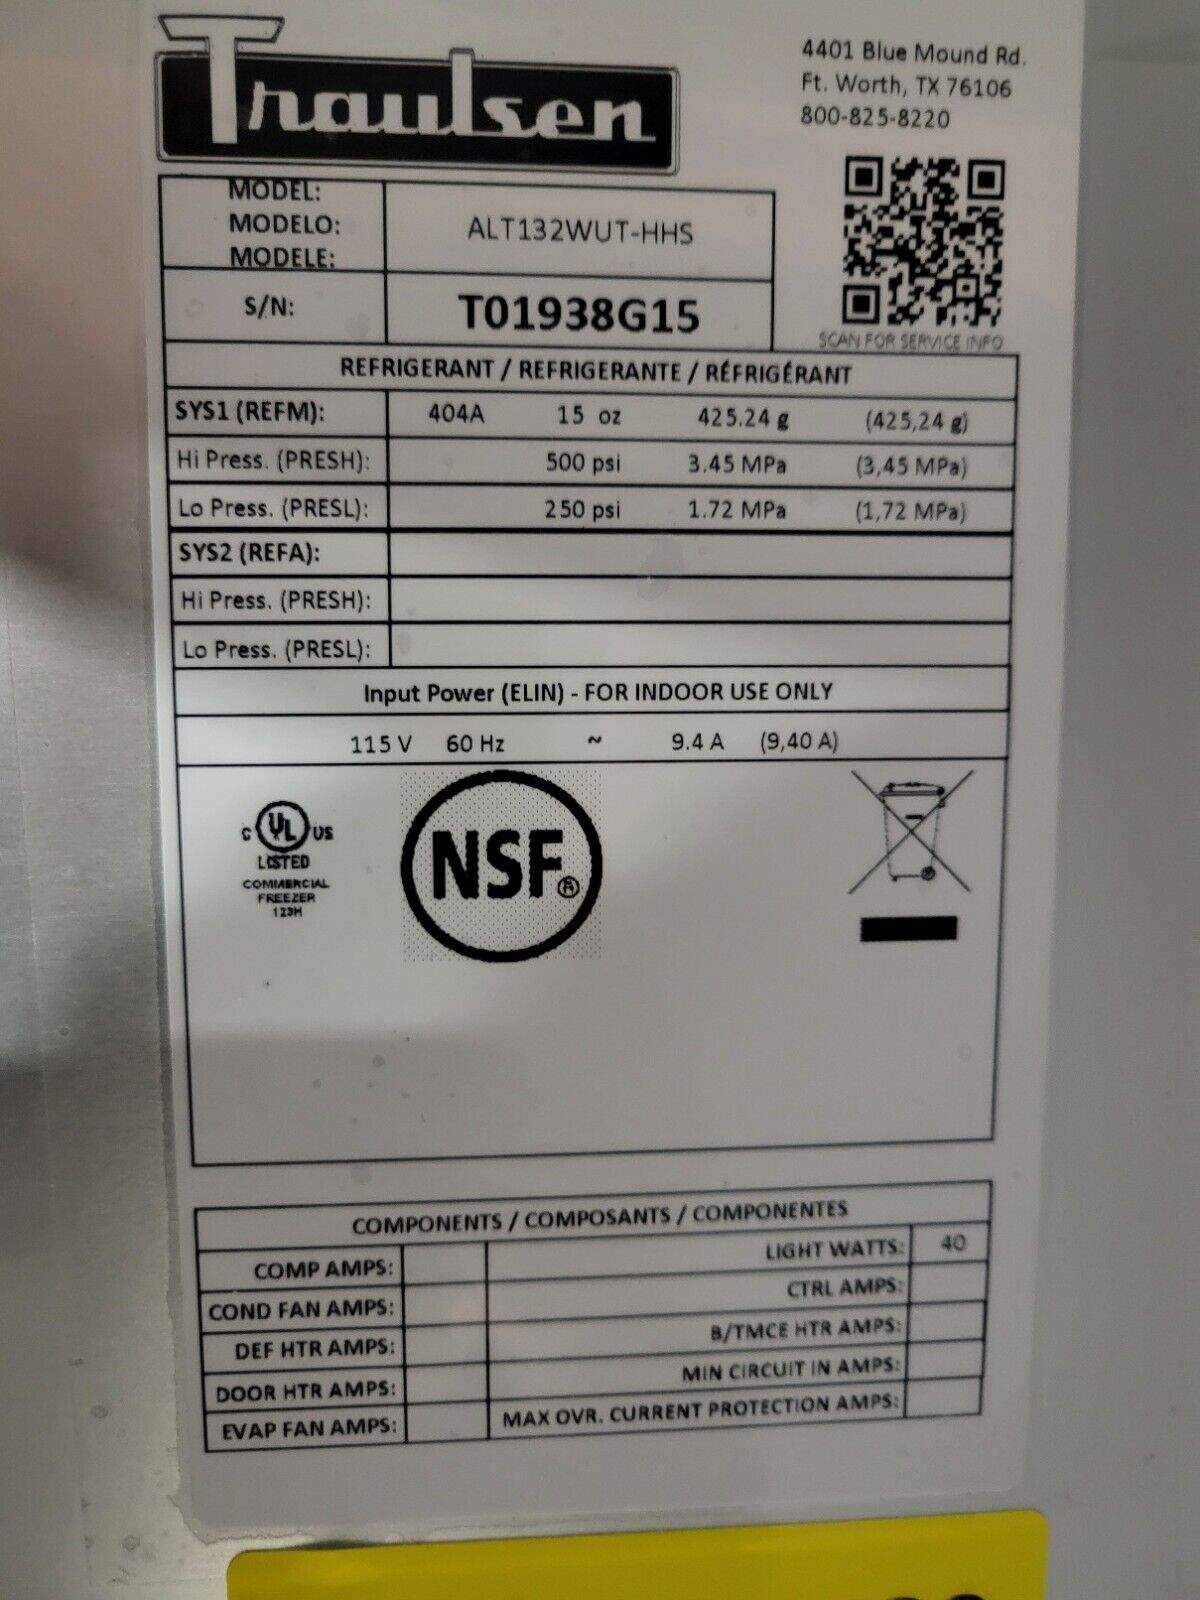 Traulsen
4401 Blue Mound Rd.
Ft. Worth, TX 76106
800-825-8220
MODEL:
MODELO:
MODELE:
ALT132WUT-HHS
S/N:
T01938G15
SCAN FOR SERVICE INFO
REFRIGERANT / REFRIGERANTE / RÉFRIGÉRANT
SYS1 (REFM): 404A 15 oz 425.24 g (425,24 g)
Hi Press. (PRESH): 500 psi 3.45 MPa (3,45 MPa)
Lo Press. (PRESL): 250 psi 1.72 MPa (1,72 MPa)
SYS2 (REFA):
Hi Press. (PRESH):
Lo Press. (PRESL):
Input Power (ELIN) - FOR INDOOR USE ONLY
115 V 60 Hz ~ 9.4 A (9,40 A)
C UL US
LISTED
COMMERCIAL
FREEZER
123H
NSF®
COMPONENTS / COMPOSANTS / COMPONENTES
COMP AMPS: LIGHT WATTS: 40
COND FAN AMPS: CTRL AMPS:
DEF HTR AMPS: B/TMCE HTR AMPS:
DOOR HTR AMPS: MIN CIRCUIT IN AMPS:
EVAP FAN AMPS: MAX OVR. CURRENT PROTECTION AMPS: